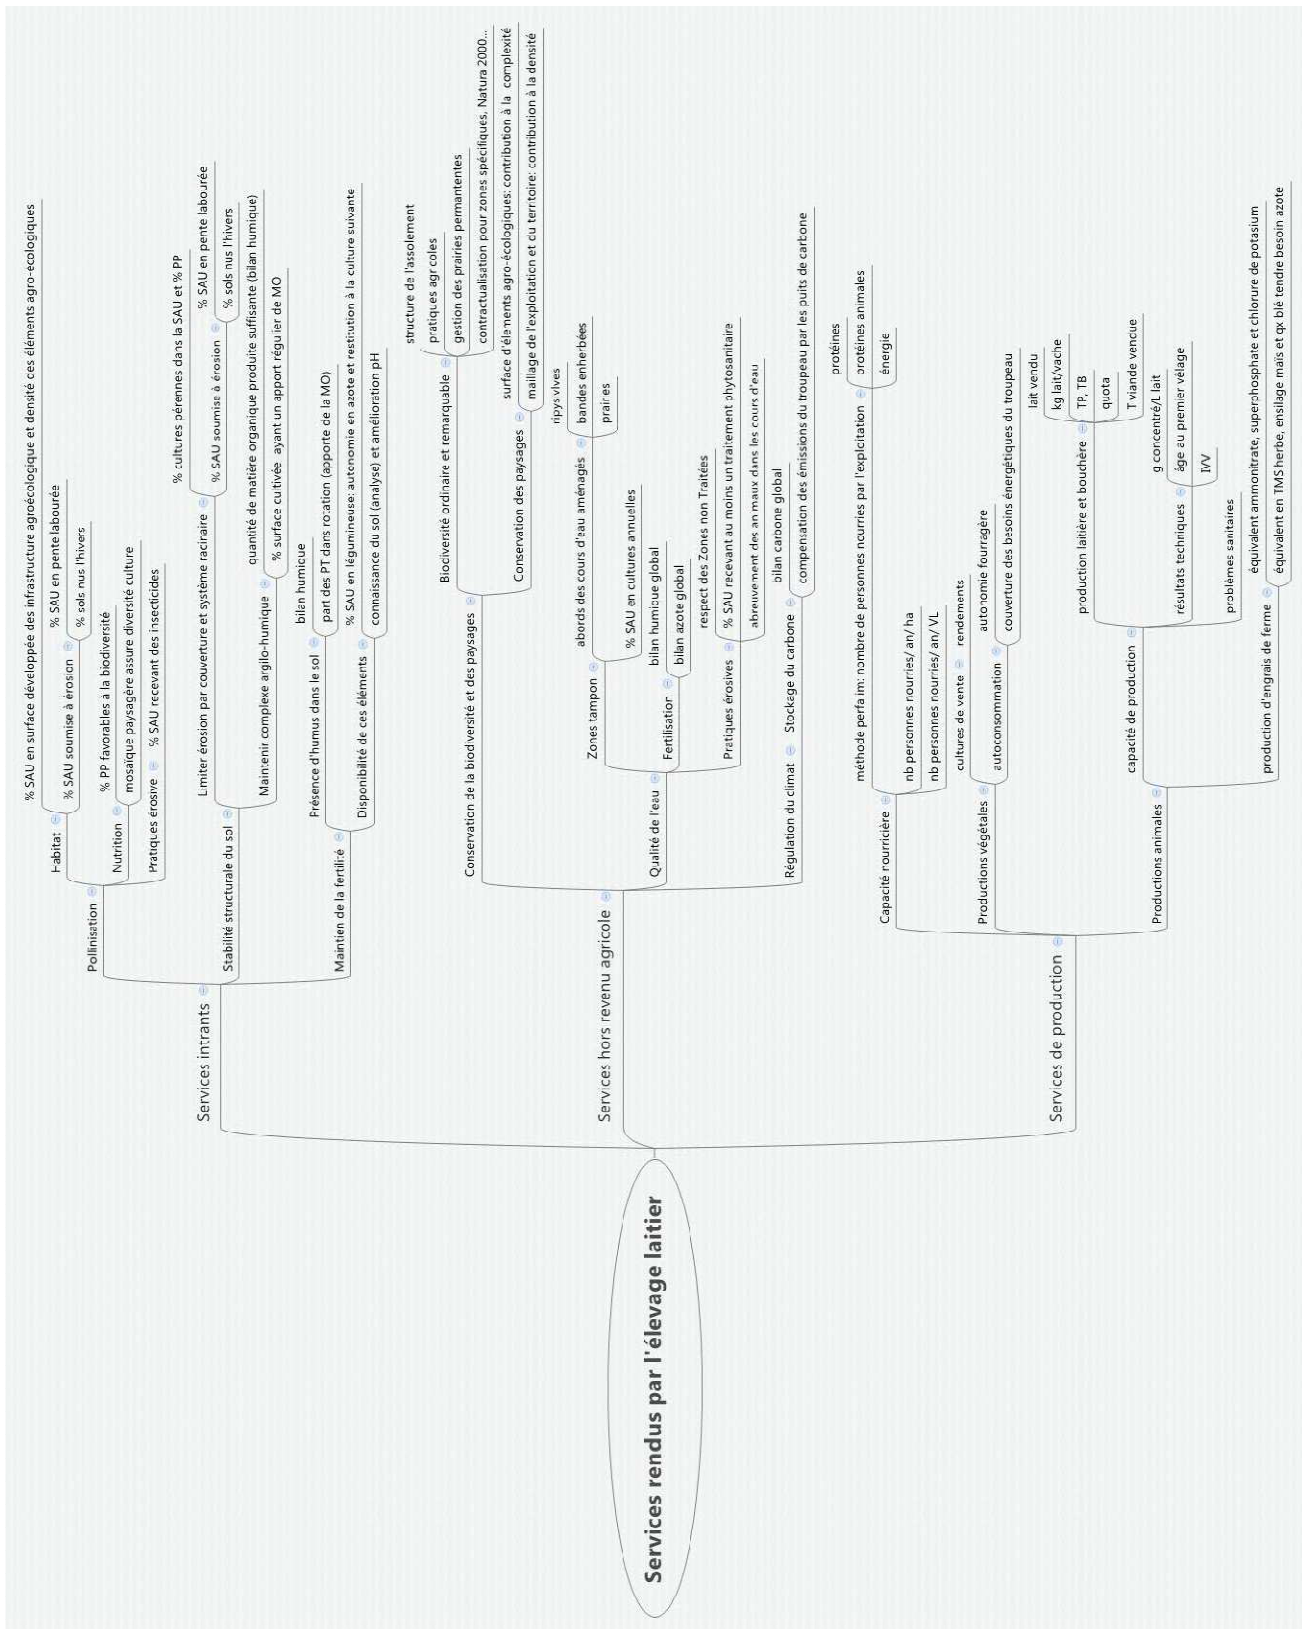 Services rendus par l'élevage laitier
Services intrants
Pollinisation
Habitat
% SAU en surface développée des infrastructure agroécologique et densité ces éléments agro-ecologiques
% SAU soumise à érosion
% SAU en pente labourée
% sols nus l'hivers
Nutrition
% PP favorables à la biodiversité
mosaïque paysagère assure diversité culture
Pratiques érosive
% SAU recevant des insecticides
Stabilité structurale du sol
Limiter érosion par couverture et système racinaire
% cultures pérennes dans la SAU et % PP
% SAU soumise à érosion
% SAU en pente labourée
% sols nus l'hivers
Maintenir complexe argilo-humique
quantité de matière organique produite suffisante (bilan humique)
% surface cultivée ayant un apport régulier de MO
Maintien de la fertilité
Présence d'humus dans le sol
bilan humicue
part des PT dans rotation (apporte de la MO)
Disponibilité de ces éléments
% SAU en légumineuse: autonomie en azote et restitution à la culture suivante
connaissance du sol (analyse) et amélioration pH
Services hors revenu agricole
Conservation de la biodiversité et des paysages
Biodiversité ordinaire et remarquable
structure de l'assolement
pratiques agricoles
gestion des prairies permantentes
contractualisation pour zones spécifiques, Natura 2000...
Conservation des paysages
surface d'élements agro-écologiques: contribution à la complexité
maillage de l'exploitation et du territoire: contribution à la densité
Qualité de l'eau
Zones tampon
abords des cours d'eau aménagés
ripysylves
bandes enherbées
prairies
% SAU en cultures annuelles
Fertilisation
bilan humique global
bilan azote global
Pratiques érosives
respect des Zones non Traitées
% SAU recevant au moins un traitement phytosanitaire
abreuvement des animaux dans les cours d'eau
Régulation du climat
Stockage du carbone
bilan carbone global
compensation des émissions du troupeau par les puits de carbone
Services de production
Capacité nourricière
méthode perfa im: nombre de personnes nourries par l'exploitation
protéines
protéines animales
énergie
nb personnes nourries/ an/ ha
nb personnes nourries/ an/ VL
Productions végétales
cultures de vente
rendements
autoconsommation
autonomie fourragère
couverture des basoins énergétiques du troupeau
Productions animales
capacité de production
production laitière et bouchère
lait vendu
kg lait/vache
TP, TB
quota
T viande vendue
résultats techniques
g concentré/L lait
âge au premier vélage
IVV
problèmes sanitaires
production d'engrais de ferme
équivalent ammonitrate, superphosphate et chlorure de potasium
équivalent en TMS herbe, ensilage maïs et qx blé tendre besoin azote